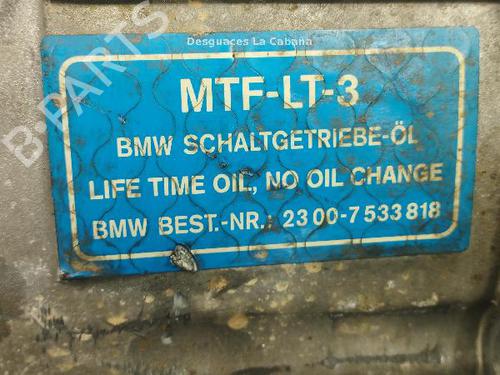 Desguaces La Cabaña
B-PARTS
MTF-LT-3
BMW SCHALTGETRIEBE-ÖL
LIFE TIME OIL, NO OIL CHANGE
BMW BEST.-NR.: 23 00-7 533 818